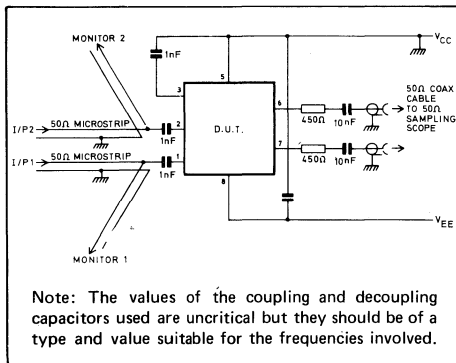 MONITOR 2
1nF
V_CC
3
5
50Ω COAX
CABLE
TO 50Ω
SAMPLING
SCOPE
50Ω MICROSTRIP
I/P2
2
1nF
D.U.T.
6
450Ω
10nF
50Ω MICROSTRIP
I/P1
1
1nF
7
450Ω
10nF
8
V_EE
MONITOR 1
Note: The values of the coupling and decoupling
capacitors used are uncritical but they should be of a
type and value suitable for the frequencies involved.